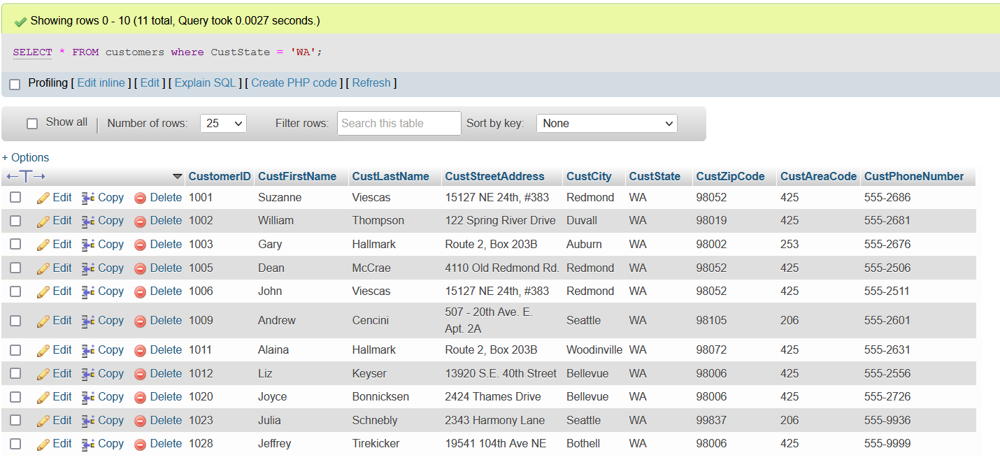 Showing rows 0 - 10 (11 total, Query took 0.0027 seconds.)
SELECT * FROM customers where CustState = 'WA';
Profiling [ Edit inline ] [ Edit ] [ Explain SQL ] [ Create PHP code ] [ Refresh ]
Show all Number of rows: 25 Filter rows: Search this table Sort by key: None
+ Options
CustomerID CustFirstName CustLastName CustStreetAddress CustCity CustState CustZipCode CustAreaCode CustPhoneNumber
Edit Copy Delete 1001 Suzanne Viescas 15127 NE 24th, #383 Redmond WA 98052 425 555-2686
Edit Copy Delete 1002 William Thompson 122 Spring River Drive Duvall WA 98019 425 555-2681
Edit Copy Delete 1003 Gary Hallmark Route 2, Box 203B Auburn WA 98002 253 555-2676
Edit Copy Delete 1005 Dean McCrae 4110 Old Redmond Rd. Redmond WA 98052 425 555-2506
Edit Copy Delete 1006 John Viescas 15127 NE 24th, #383 Redmond WA 98052 425 555-2511
Edit Copy Delete 1009 Andrew Cencini 507 - 20th Ave. E. Seattle WA 98105 206 555-2601
Apt. 2A
Edit Copy Delete 1011 Alaina Hallmark Route 2, Box 203B Woodinville WA 98072 425 555-2631
Edit Copy Delete 1012 Liz Keyser 13920 S.E. 40th Street Bellevue WA 98006 425 555-2556
Edit Copy Delete 1020 Joyce Bonnicksen 2424 Thames Drive Bellevue WA 98006 425 555-2726
Edit Copy Delete 1023 Julia Schnebly 2343 Harmony Lane Seattle WA 99837 206 555-9936
Edit Copy Delete 1028 Jeffrey Tirekicker 19541 104th Ave NE Bothell WA 98006 425 555-9999